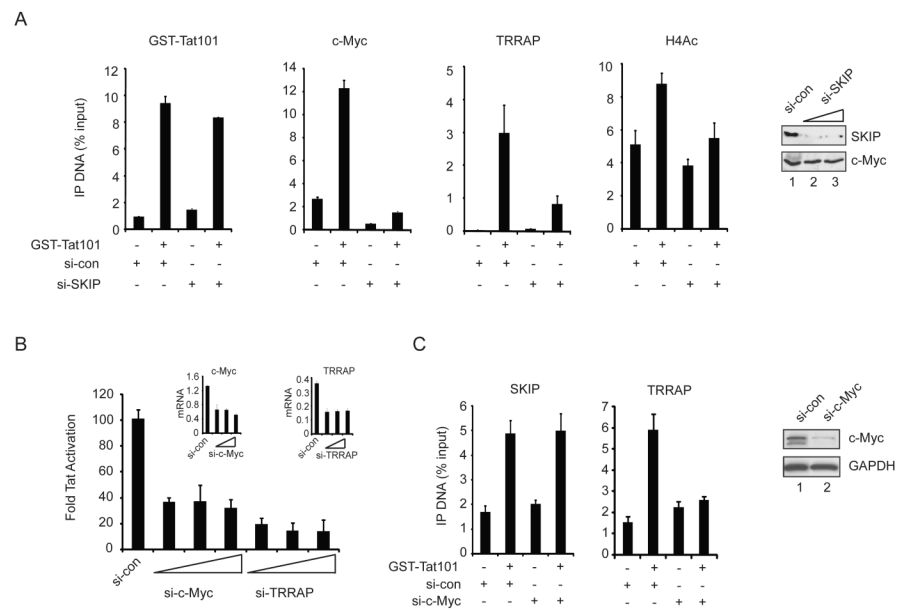 A
GST-Tat101
c-Myc
TRRAP
H4Ac
IP DNA (% input)
12
10
8
6
4
2
0
14
12
10
8
6
4
2
0
5
4
3
2
1
0
10
8
6
4
2
0
si-con
si-SKIP
SKIP
c-Myc
1 2 3
GST-Tat101 - + - + - + - + - + - + - + - +
si-con + + - - + + - - + + - - + + - -
si-SKIP - - + + - - + + - - + + - - + +
B
Fold Tat Activation
120
100
80
60
40
20
0
c-Myc
mRNA
1.6
1.2
0.8
0.4
0
si-con
si-c-Myc
TRRAP
mRNA
0.4
0.3
0.2
0.1
0
si-con
si-TRRAP
si-con
si-c-Myc
si-TRRAP
C
SKIP
TRRAP
IP DNA (% input)
6
5
4
3
2
1
0
7
6
5
4
3
2
1
0
GST-Tat101 - + - + - + - +
si-con + + - - + + - -
si-c-Myc - - + + - - + +
si-con
si-c-Myc
c-Myc
GAPDH
1 2